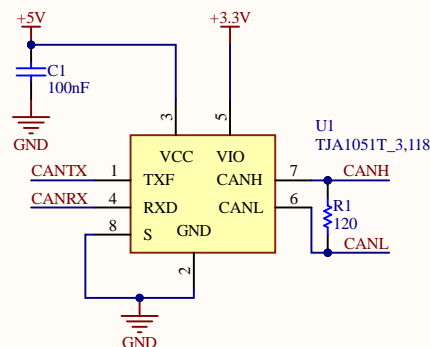 +5V
+3.3V
C1
100nF
GND
3
5
U1
TJA1051T_3,118
VCC
VIO
CANTX
1
TXF
CANH
7
CANH
CANRX
4
RXD
CANL
6
R1
120
8
S
GND
CANL
2
GND